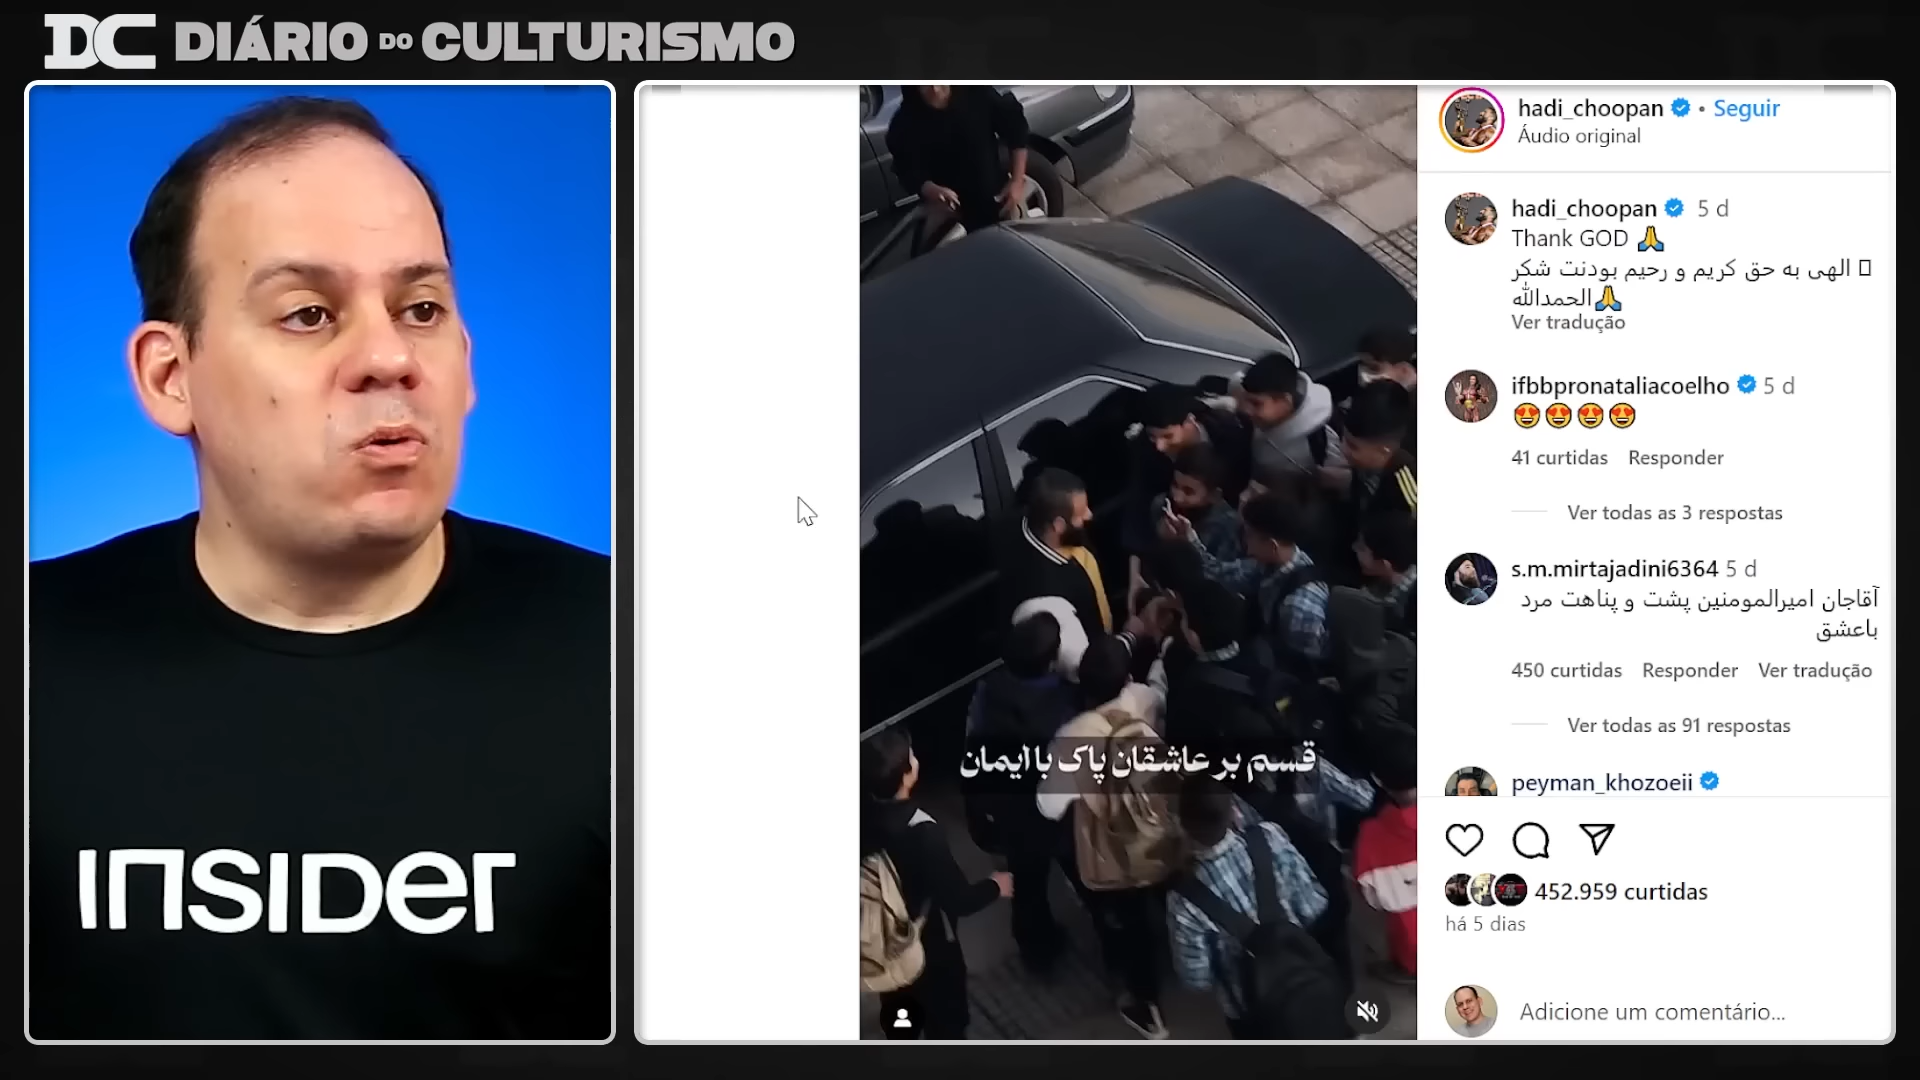 DC DIÁRIO DO CULTURISMO
INSIDER
قسم بر عاشقان پاک با ایمان
hadi_choopan • Seguir
Áudio original
hadi_choopan 5 d
Thank GOD 🙏
الهی به حق کریم و رحیم بودنت شکر
الحمدالله🙏
Ver tradução
ifbbpronataliacoelho 5 d
😍😍😍😍
41 curtidas Responder
Ver todas as 3 respostas
s.m.mirtajadini6364 5 d
آقاجان امیرالمومنین پشت و پناهت مرد
باعشق
450 curtidas Responder Ver tradução
Ver todas as 91 respostas
peyman_khozoeii
452.959 curtidas
há 5 dias
Adicione um comentário...